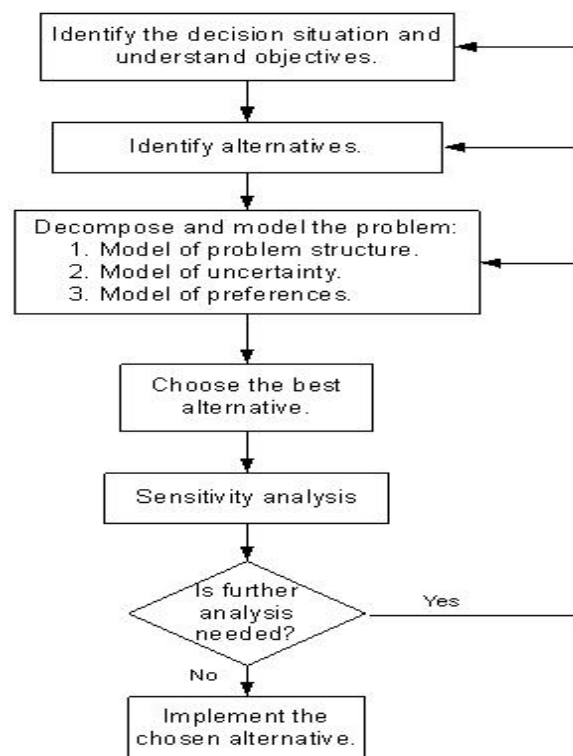 Identify the decision situation and
understand objectives.
Identify alternatives.
Decompose and model the problem:
1. Model of problem structure.
2. Model of uncertainty.
3. Model of preferences.
Choose the best
alternative.
Sensitivity analysis
Is further
analysis
needed?
Yes
No
Implement the
chosen alternative.